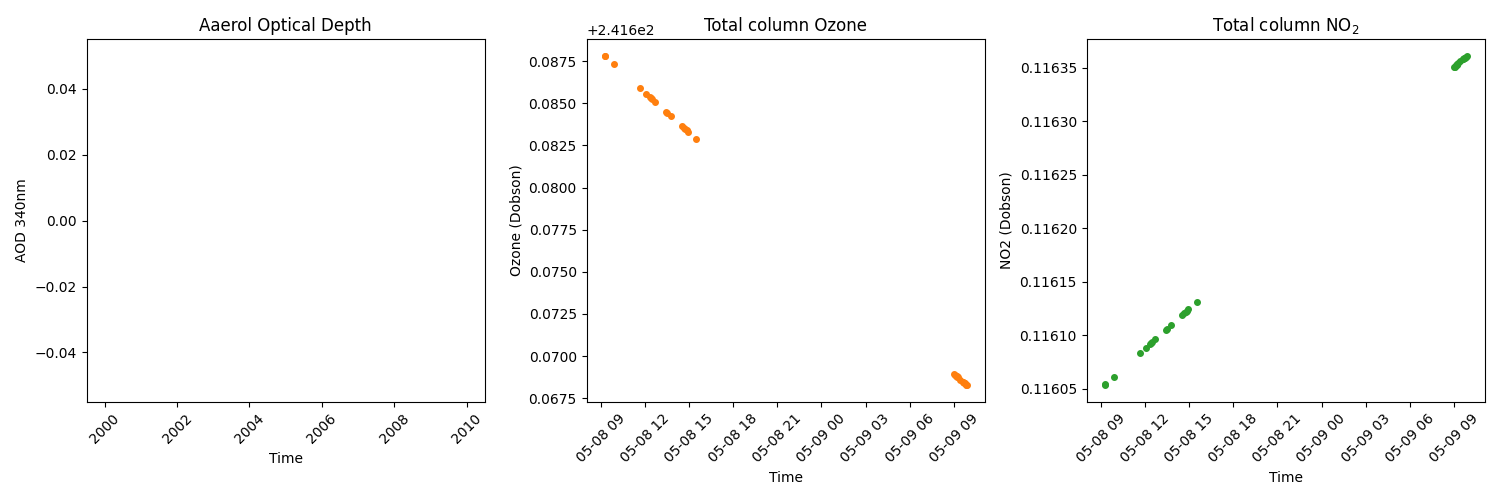 Aaerol Optical Depth
AOD 340nm
0.04
0.02
0.00
−0.02
−0.04
2000 2002 2004 2006 2008 2010
Time
Total column Ozone
+2.416e2
Ozone (Dobson)
0.0875
0.0850
0.0825
0.0800
0.0775
0.0750
0.0725
0.0700
0.0675
05-08 09 05-08 12 05-08 15 05-08 18 05-08 21 05-09 00 05-09 03 05-09 06 05-09 09
Time
Total column NO₂
NO2 (Dobson)
0.11635
0.11630
0.11625
0.11620
0.11615
0.11610
0.11605
05-08 09 05-08 12 05-08 15 05-08 18 05-08 21 05-09 00 05-09 03 05-09 06 05-09 09
Time